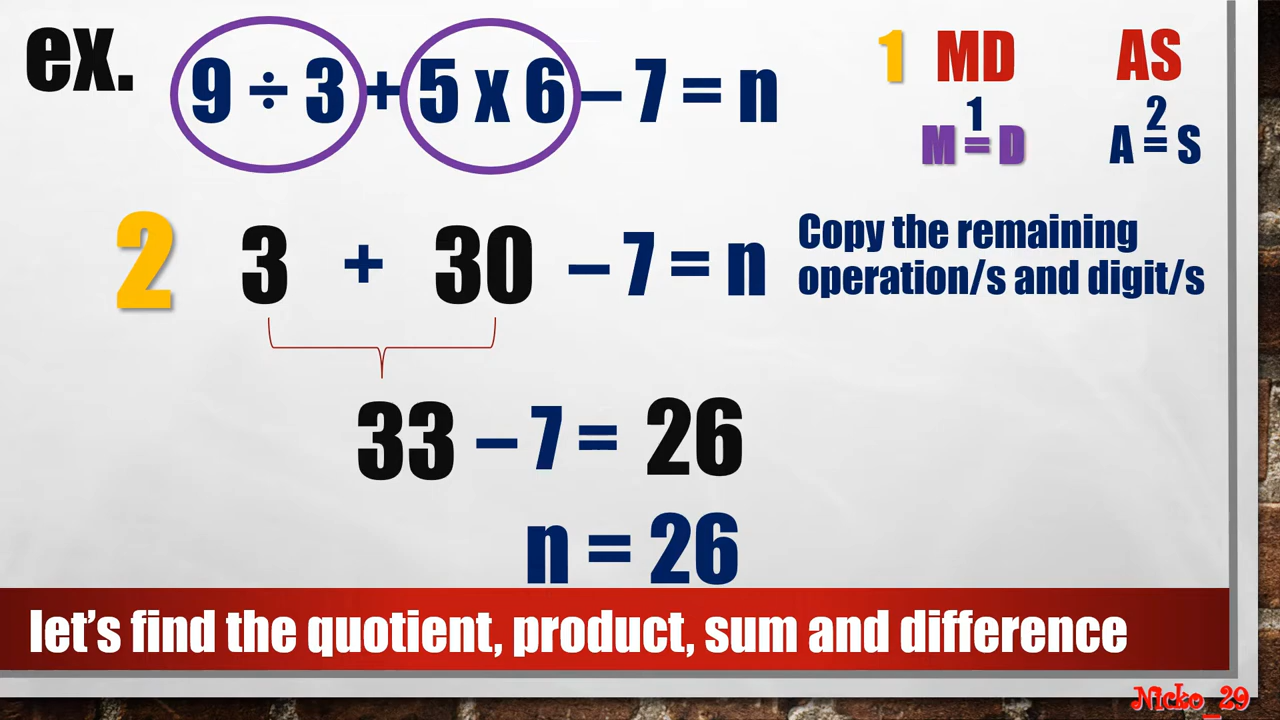 ex. 9 ÷ 3 + 5 x 6 – 7 = n
1 MD AS
1 2
M = D A = S
2 3 + 30 – 7 = n
Copy the remaining
operation/s and digit/s
33 – 7 = 26
n = 26
let's find the quotient, product, sum and difference
Nicko_29